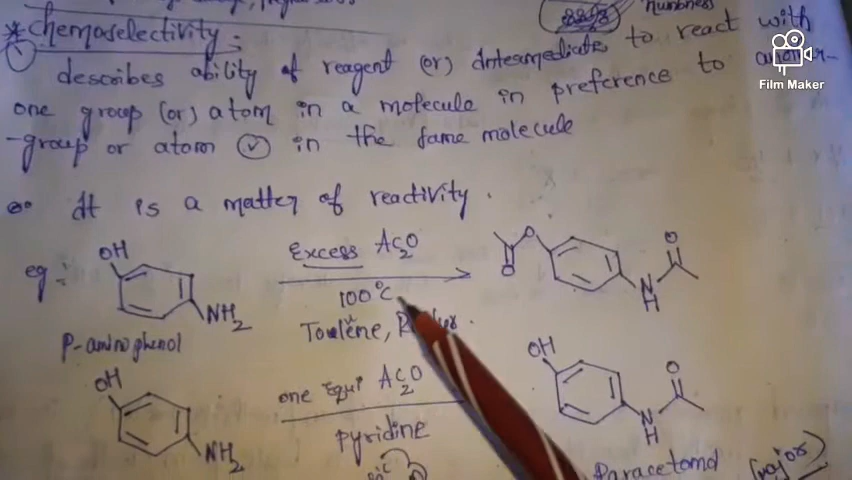 numbness
* Chemoselectivity :-
describes ability of reagent (or) Intermediate to react with
one group (or) atom in a molecule in preference to
-group or atom in the same molecule
It is a matter of reactivity.
eg :-
OH
NH2
P-aminophenol
Excess Ac2O
100°C
Toulene,
O
O
N
H
O
OH
NH2
one Equi Ac2O
pyridine
OH
N
H
O
Paracetamol (major)
Film Maker